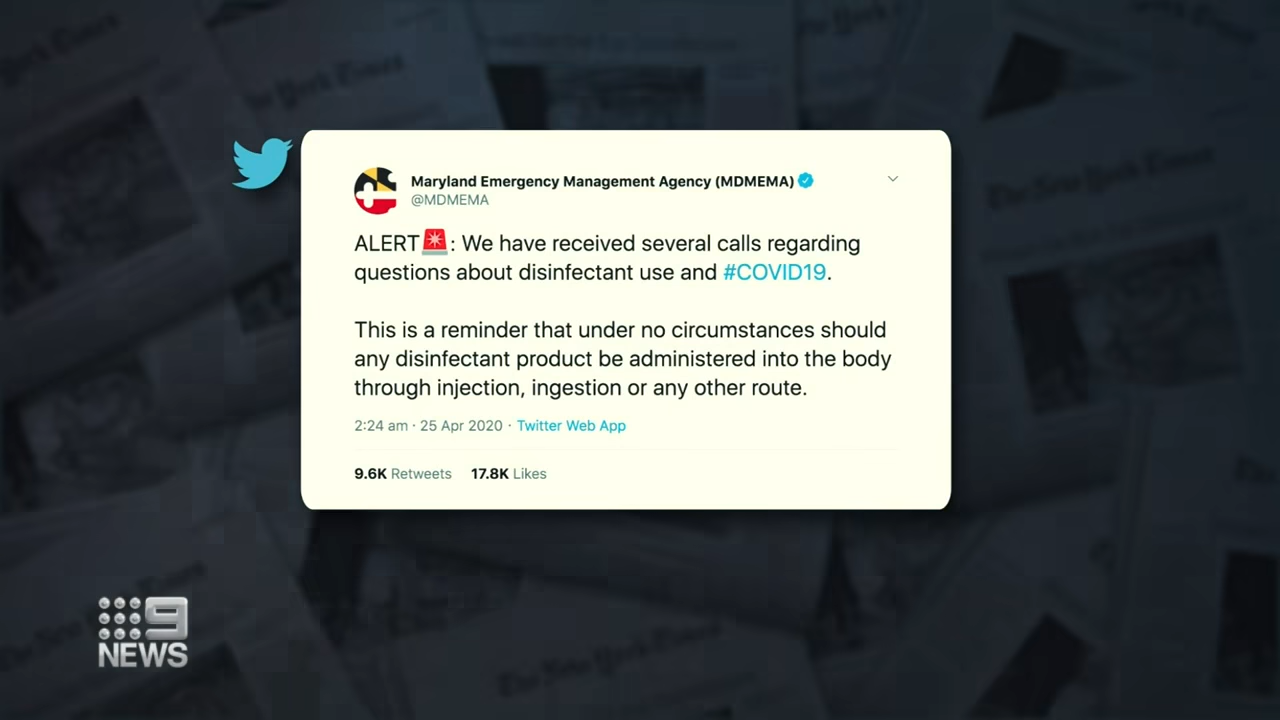 Maryland Emergency Management Agency (MDMEMA)
@MDMEMA
ALERT🚨: We have received several calls regarding
questions about disinfectant use and #COVID19.
This is a reminder that under no circumstances should
any disinfectant product be administered into the body
through injection, ingestion or any other route.
2:24 am · 25 Apr 2020 · Twitter Web App
9.6K Retweets 17.8K Likes
9
NEWS